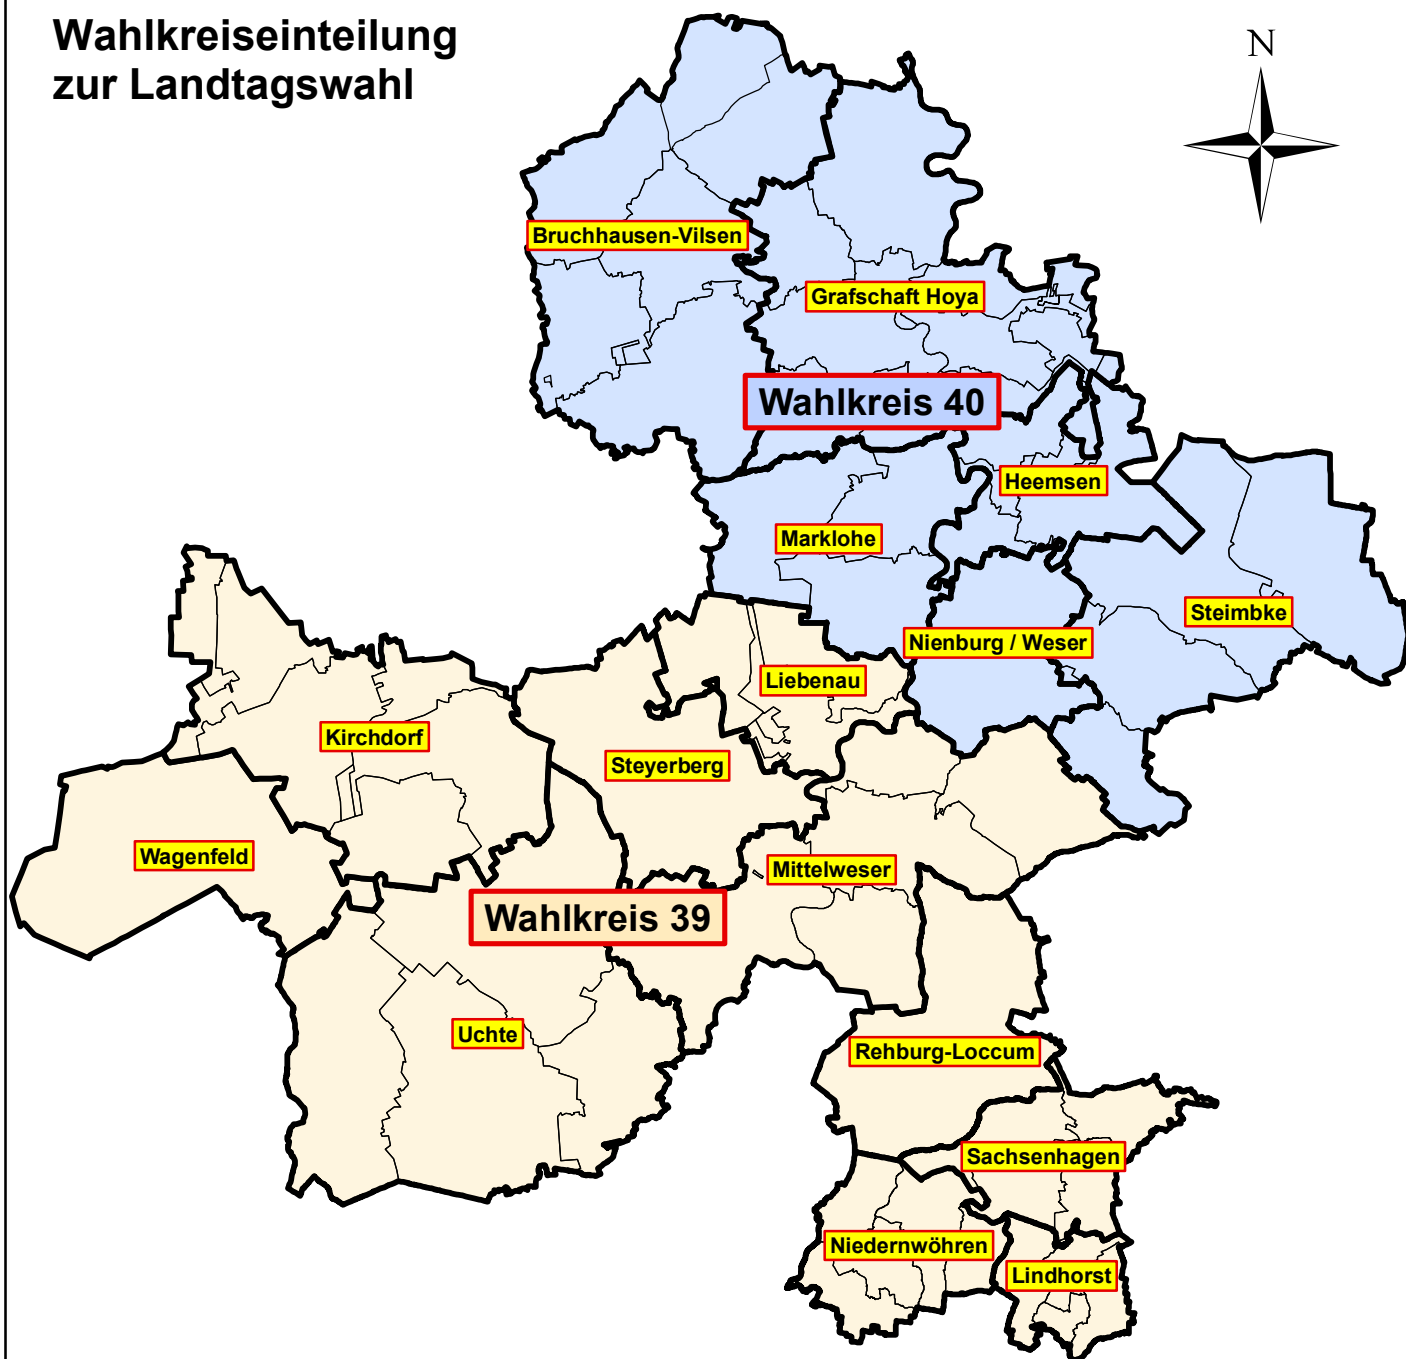 Wahlkreiseinteilung
zur Landtagswahl
N
Bruchhausen-Vilsen
Grafschaft Hoya
Wahlkreis 40
Heemsen
Marklohe
Steimbke
Nienburg / Weser
Liebenau
Kirchdorf
Steyerberg
Wagenfeld
Mittelweser
Wahlkreis 39
Uchte
Rehburg-Loccum
Sachsenhagen
Niedernwöhren
Lindhorst